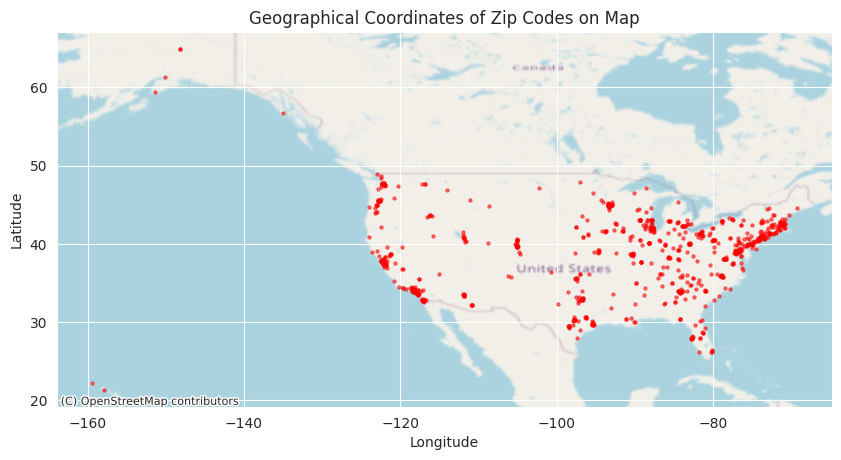 Geographical Coordinates of Zip Codes on Map
60
50
40
30
20
Latitude
Canada
United States
(C) OpenStreetMap contributors
−160
−140
−120
−100
−80
Longitude